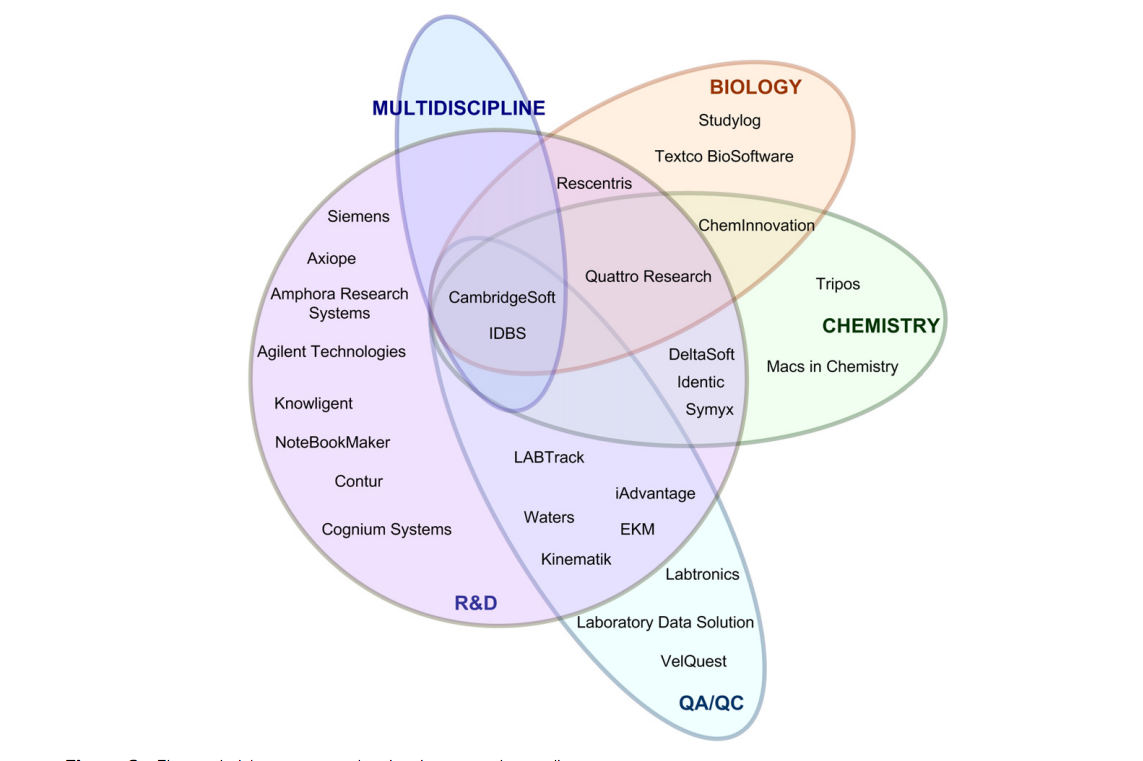 MULTIDISCIPLINE
BIOLOGY
Studylog
Textco BioSoftware
Rescentris
Siemens
ChemInnovation
Axiope
Quattro Research
Tripos
Amphora Research
Systems
CambridgeSoft
CHEMISTRY
IDBS
Agilent Technologies
DeltaSoft
Macs in Chemistry
Identic
Knowligent
Symyx
NoteBookMaker
LABTrack
Contur
iAdvantage
Waters
Cognium Systems
EKM
Kinematik
Labtronics
R&D
Laboratory Data Solution
VelQuest
QA/QC